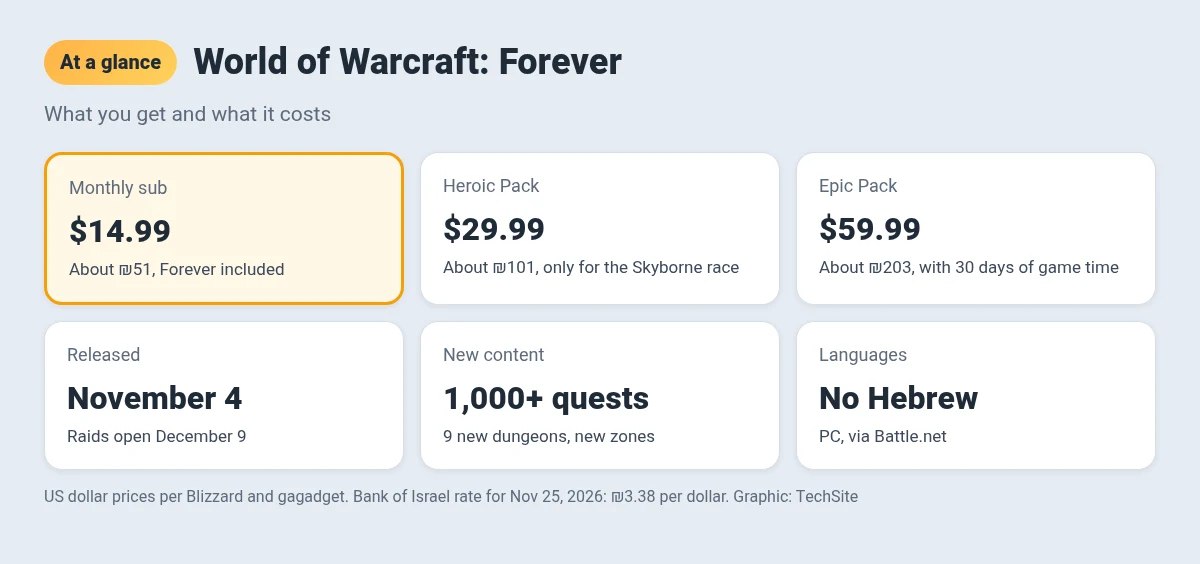 At a glance World of Warcraft: Forever
What you get and what it costs
Monthly sub
$14.99
About ₪51, Forever included
Heroic Pack
$29.99
About ₪101, only for the Skyborne race
Epic Pack
$59.99
About ₪203, with 30 days of game time
Released
November 4
Raids open December 9
New content
1,000+ quests
9 new dungeons, new zones
Languages
No Hebrew
PC, via Battle.net
US dollar prices per Blizzard and gagadget. Bank of Israel rate for Nov 25, 2026: ₪3.38 per dollar. Graphic: TechSite